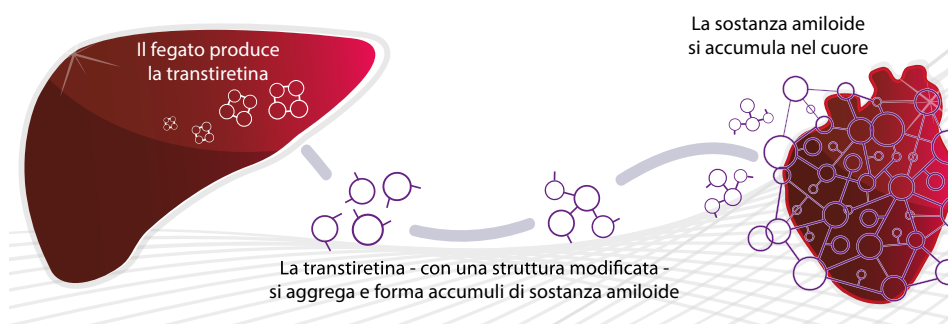 Il fegato produce
la transtiretina
La sostanza amiloide
si accumula nel cuore
La transtiretina - con una struttura modificata -
si aggrega e forma accumuli di sostanza amiloide